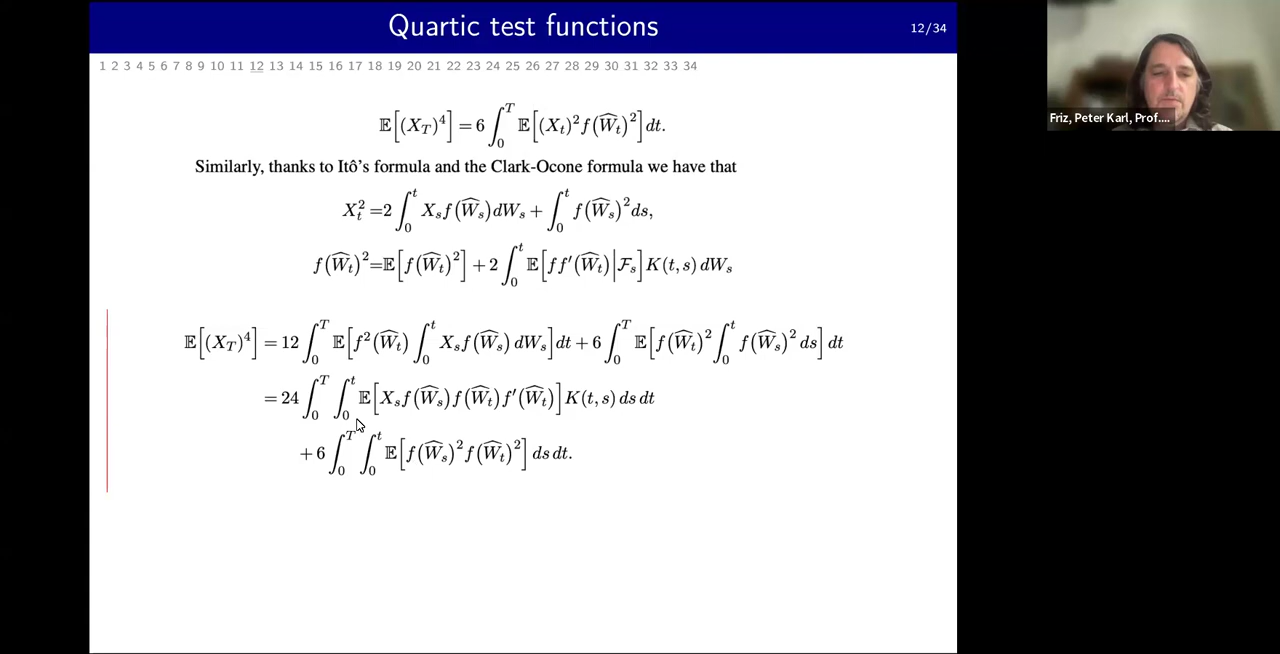 Quartic test functions
12/34
1 2 3 4 5 6 7 8 9 10 11 12 13 14 15 16 17 18 19 20 21 22 23 24 25 26 27 28 29 30 31 32 33 34
𝔼[(X_T)^4] = 6 ∫_0^T 𝔼[(X_t)^2 f(Ŵ_t)^2] dt.
Similarly, thanks to Itô's formula and the Clark-Ocone formula we have that
X_t^2 = 2 ∫_0^t X_s f(Ŵ_s) dW_s + ∫_0^t f(Ŵ_s)^2 ds,
f(Ŵ_t)^2 = 𝔼[f(Ŵ_t)^2] + 2 ∫_0^t 𝔼[ff′(Ŵ_t)|ℱ_s] K(t, s) dW_s
𝔼[(X_T)^4] = 12 ∫_0^T 𝔼[f^2(Ŵ_t) ∫_0^t X_s f(Ŵ_s) dW_s] dt + 6 ∫_0^T 𝔼[f(Ŵ_t)^2 ∫_0^t f(Ŵ_s)^2 ds] dt
= 24 ∫_0^T ∫_0^t 𝔼[X_s f(Ŵ_s) f(Ŵ_t) f′(Ŵ_t)] K(t, s) ds dt
+ 6 ∫_0^T ∫_0^t 𝔼[f(Ŵ_s)^2 f(Ŵ_t)^2] ds dt.
Friz, Peter Karl, Prof....